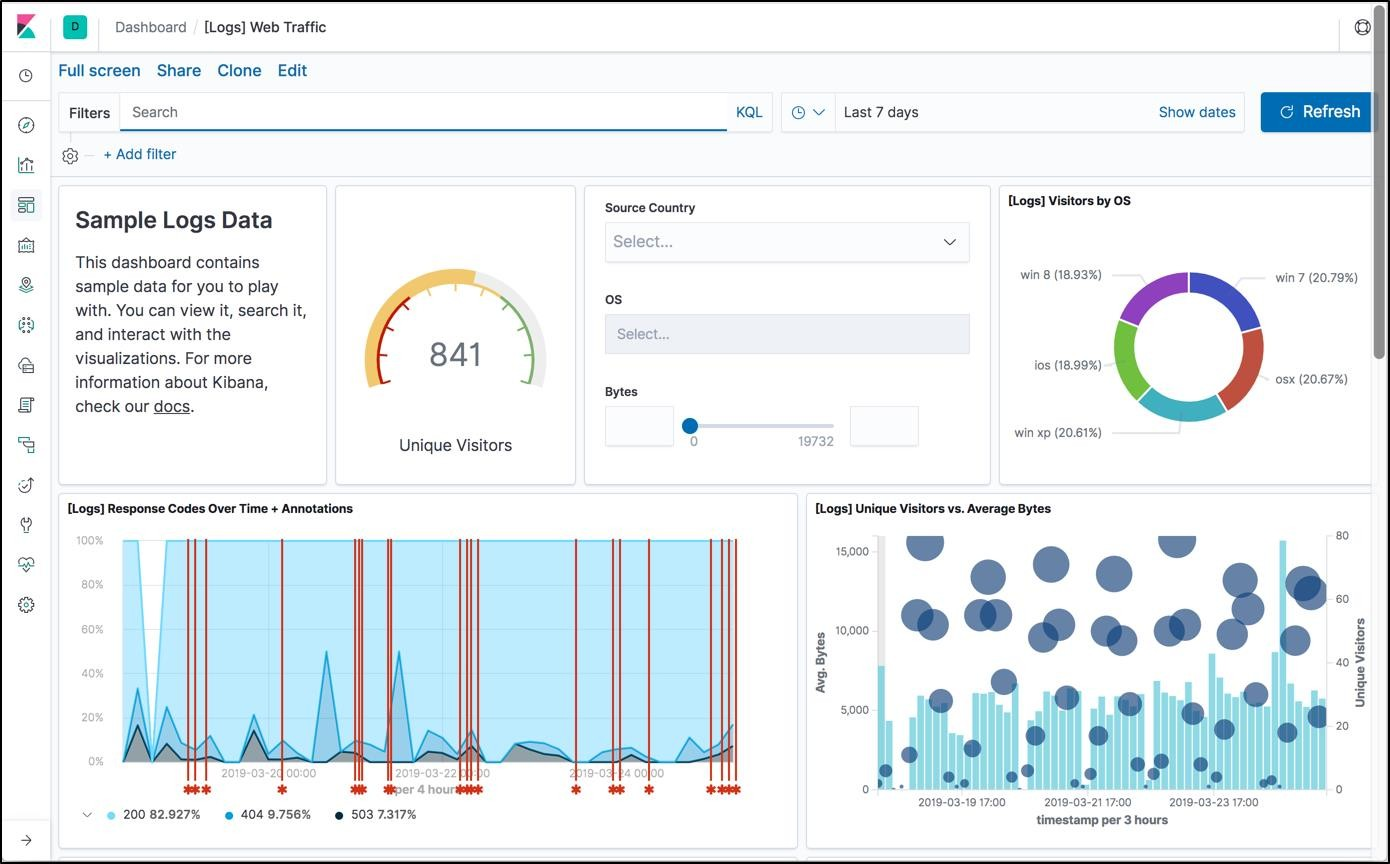 D
Dashboard / [Logs] Web Traffic
Full screen Share Clone Edit
Filters Search KQL Last 7 days Show dates Refresh
+ Add filter
Sample Logs Data
This dashboard contains
sample data for you to play
with. You can view it, search it,
and interact with the
visualizations. For more
information about Kibana,
check our docs.
841
Unique Visitors
Source Country
Select...
OS
Select...
Bytes
0 19732
[Logs] Visitors by OS
win 8 (18.93%)
win 7 (20.79%)
ios (18.99%)
osx (20.67%)
win xp (20.61%)
[Logs] Response Codes Over Time + Annotations
100%
80%
60%
40%
20%
0%
2019-03-20 00:00 2019-03-22 00:00 2019-03-24 00:00
per 4 hours
200 82.927% 404 9.756% 503 7.317%
[Logs] Unique Visitors vs. Average Bytes
15,000
10,000
5,000
0
Avg. Bytes
80
60
40
20
0
Unique Visitors
2019-03-19 17:00 2019-03-21 17:00 2019-03-23 17:00
timestamp per 3 hours